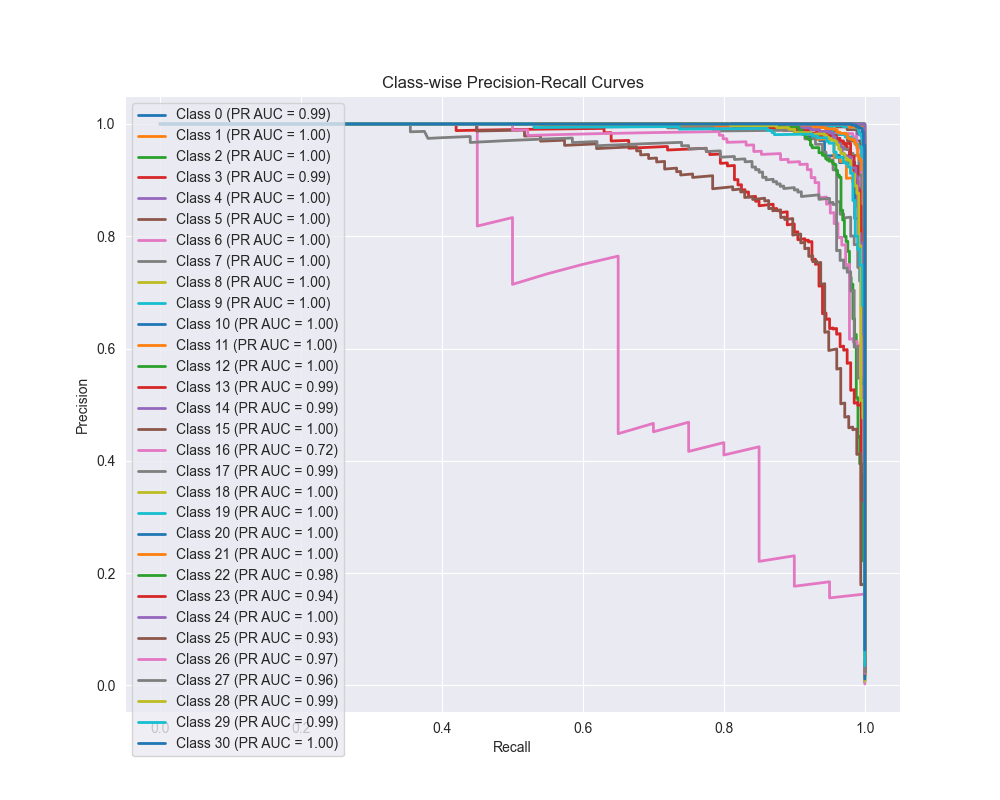 Class-wise Precision-Recall Curves
Precision
1.0
0.8
0.6
0.4
0.2
0.0
Class 0 (PR AUC = 0.99)
Class 1 (PR AUC = 1.00)
Class 2 (PR AUC = 1.00)
Class 3 (PR AUC = 0.99)
Class 4 (PR AUC = 1.00)
Class 5 (PR AUC = 1.00)
Class 6 (PR AUC = 1.00)
Class 7 (PR AUC = 1.00)
Class 8 (PR AUC = 1.00)
Class 9 (PR AUC = 1.00)
Class 10 (PR AUC = 1.00)
Class 11 (PR AUC = 1.00)
Class 12 (PR AUC = 1.00)
Class 13 (PR AUC = 0.99)
Class 14 (PR AUC = 0.99)
Class 15 (PR AUC = 1.00)
Class 16 (PR AUC = 0.72)
Class 17 (PR AUC = 0.99)
Class 18 (PR AUC = 1.00)
Class 19 (PR AUC = 1.00)
Class 20 (PR AUC = 1.00)
Class 21 (PR AUC = 1.00)
Class 22 (PR AUC = 0.98)
Class 23 (PR AUC = 0.94)
Class 24 (PR AUC = 1.00)
Class 25 (PR AUC = 0.93)
Class 26 (PR AUC = 0.97)
Class 27 (PR AUC = 0.96)
Class 28 (PR AUC = 0.99)
Class 29 (PR AUC = 0.99)
Class 30 (PR AUC = 1.00)
0.0 0.2 0.4 0.6 0.8 1.0
Recall